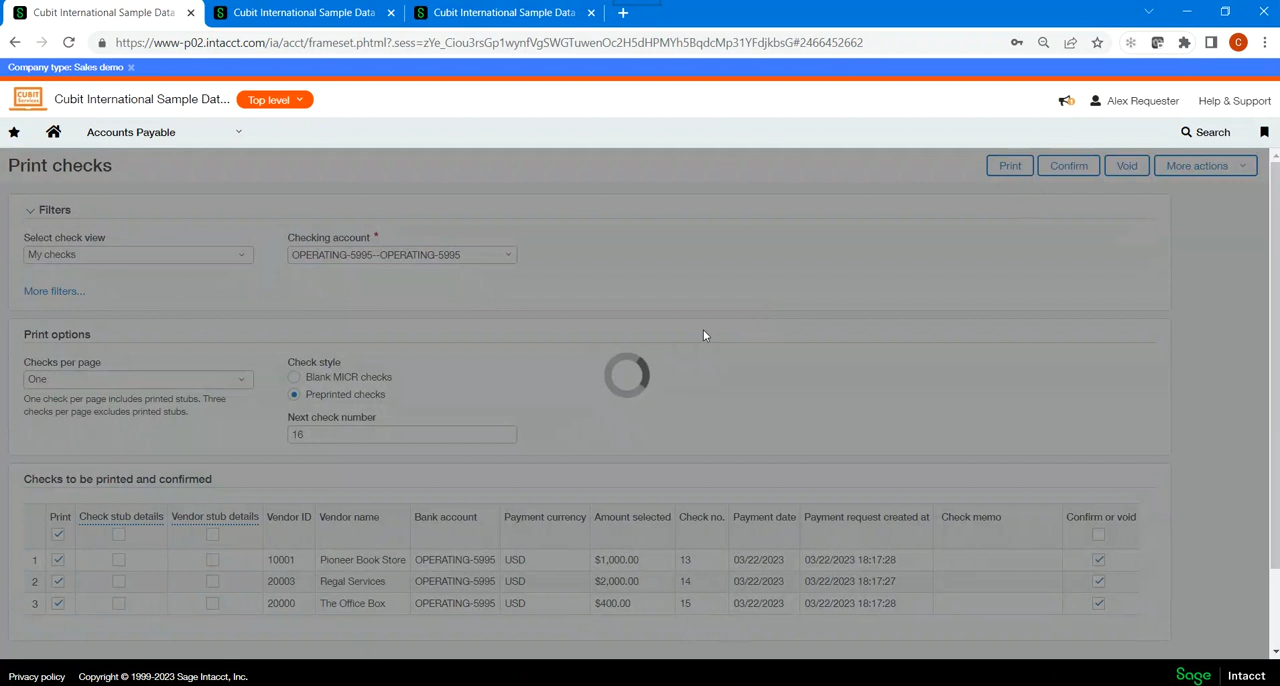 Cubit International Sample Data
Cubit International Sample Data
Cubit International Sample Data
https://www-p02.intacct.com/ia/acct/frameset.phtml?.sess=zYe_Ciou3rsGp1wynfVgSWGTuwenOc2H5dHPMYh5BqdcMp31YFdjkbsG#2466452662
C
Company type: Sales demo
CUBIT Services
Cubit International Sample Dat...
Top level
Alex Requester
Help & Support
Accounts Payable
Search
Print checks
Print
Confirm
Void
More actions
Filters
Select check view
Checking account *
My checks
OPERATING-5995--OPERATING-5995
More filters...
Print options
Checks per page
Check style
One
Blank MICR checks
One check per page includes printed stubs. Three
checks per page excludes printed stubs.
Preprinted checks
Next check number
16
Checks to be printed and confirmed
Print Check stub details Vendor stub details Vendor ID Vendor name Bank account Payment currency Amount selected Check no. Payment date Payment request created at Check memo Confirm or void
1 10001 Pioneer Book Store OPERATING-5995 USD $1,000.00 13 03/22/2023 03/22/2023 18:17:28
2 20003 Regal Services OPERATING-5995 USD $2,000.00 14 03/22/2023 03/22/2023 18:17:27
3 20000 The Office Box OPERATING-5995 USD $400.00 15 03/22/2023 03/22/2023 18:17:28
Privacy policy
Copyright © 1999-2023 Sage Intacct, Inc.
Sage Intacct